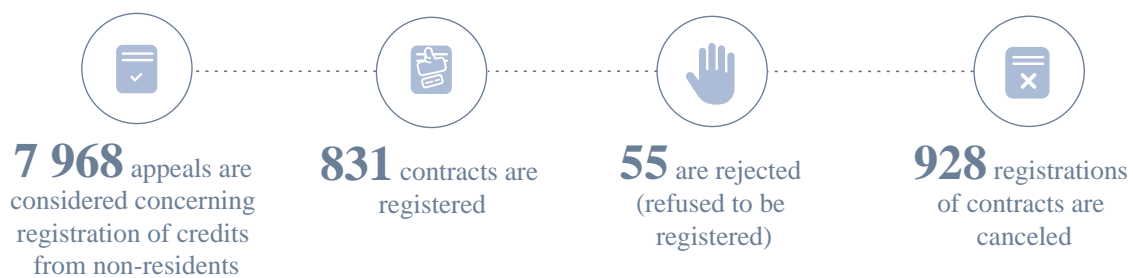 7 968 appeals are
considered concerning
registration of credits
from non-residents
831 contracts are
registered
55 are rejected
(refused to be
registered)
928 registrations
of contracts are
canceled